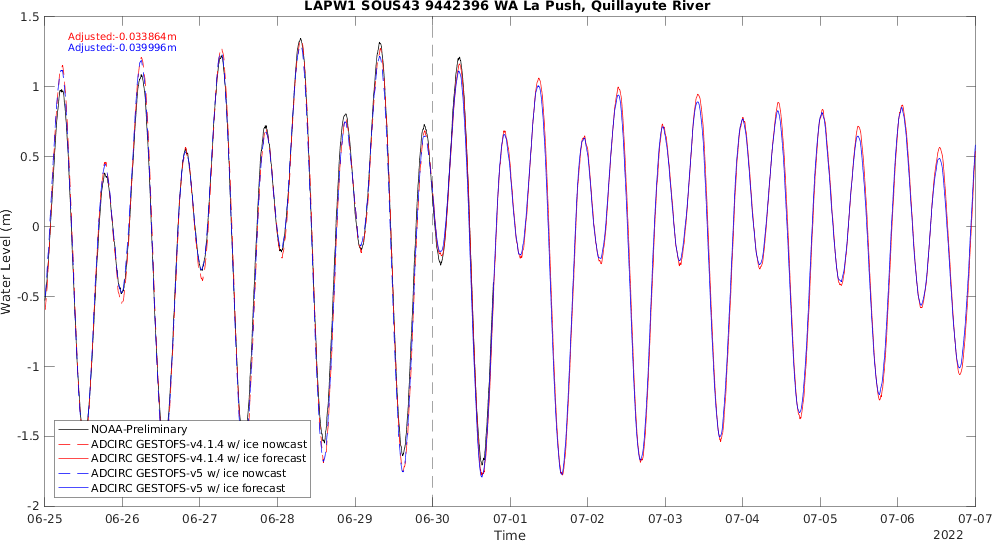 LAPW1 SOUS43 9442396 WA La Push, Quillayute River
Adjusted:-0.033864m
Adjusted:-0.039996m
1.5
1
0.5
0
-0.5
-1
-1.5
-2
Water Level (m)
NOAA-Preliminary
ADCIRC GESTOFS-v4.1.4 w/ ice nowcast
ADCIRC GESTOFS-v4.1.4 w/ ice forecast
ADCIRC GESTOFS-v5 w/ ice nowcast
ADCIRC GESTOFS-v5 w/ ice forecast
06-25 06-26 06-27 06-28 06-29 06-30 07-01 07-02 07-03 07-04 07-05 07-06 07-07
Time
2022